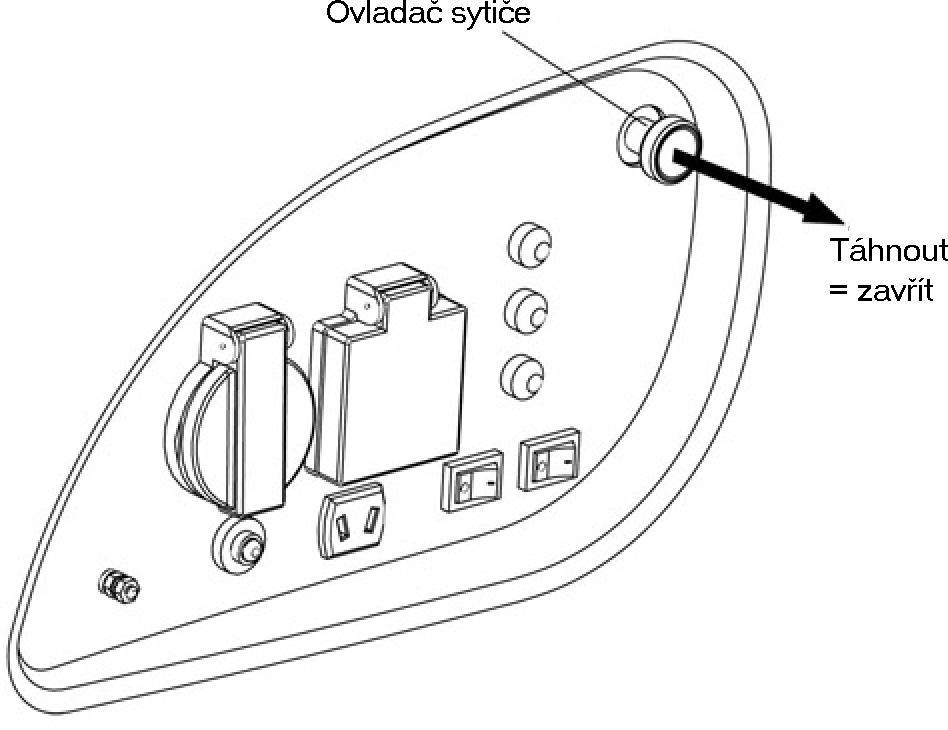 Ovladač sytiče
Táhnout
= zavřít